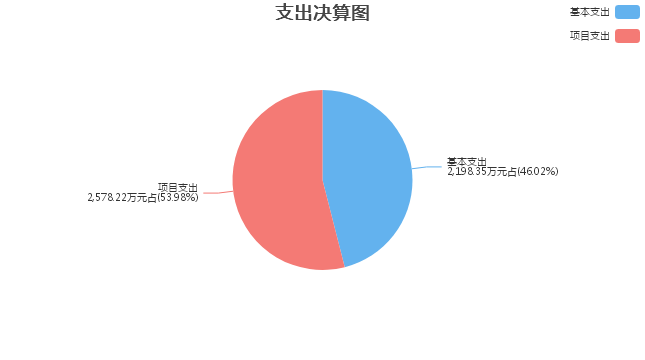 支出决算图
基本支出
项目支出
基本支出
2,198.35万元占(46.02%)
项目支出
2,578.22万元占(53.98%)